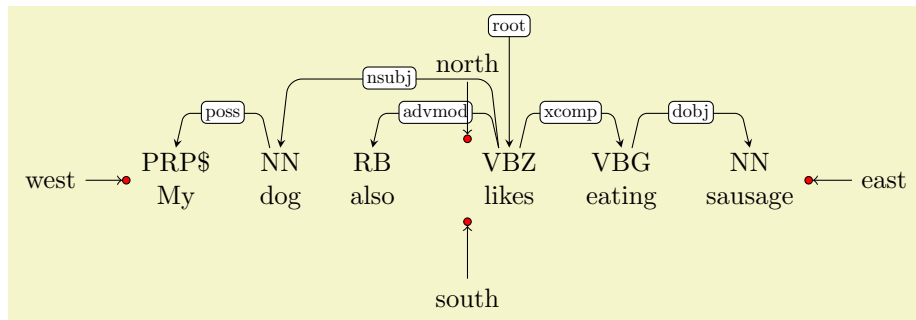 root
north
nsubj
poss advmod xcomp dobj
PRP$ NN RB VBZ VBG NN
west east
My dog also likes eating sausage
south